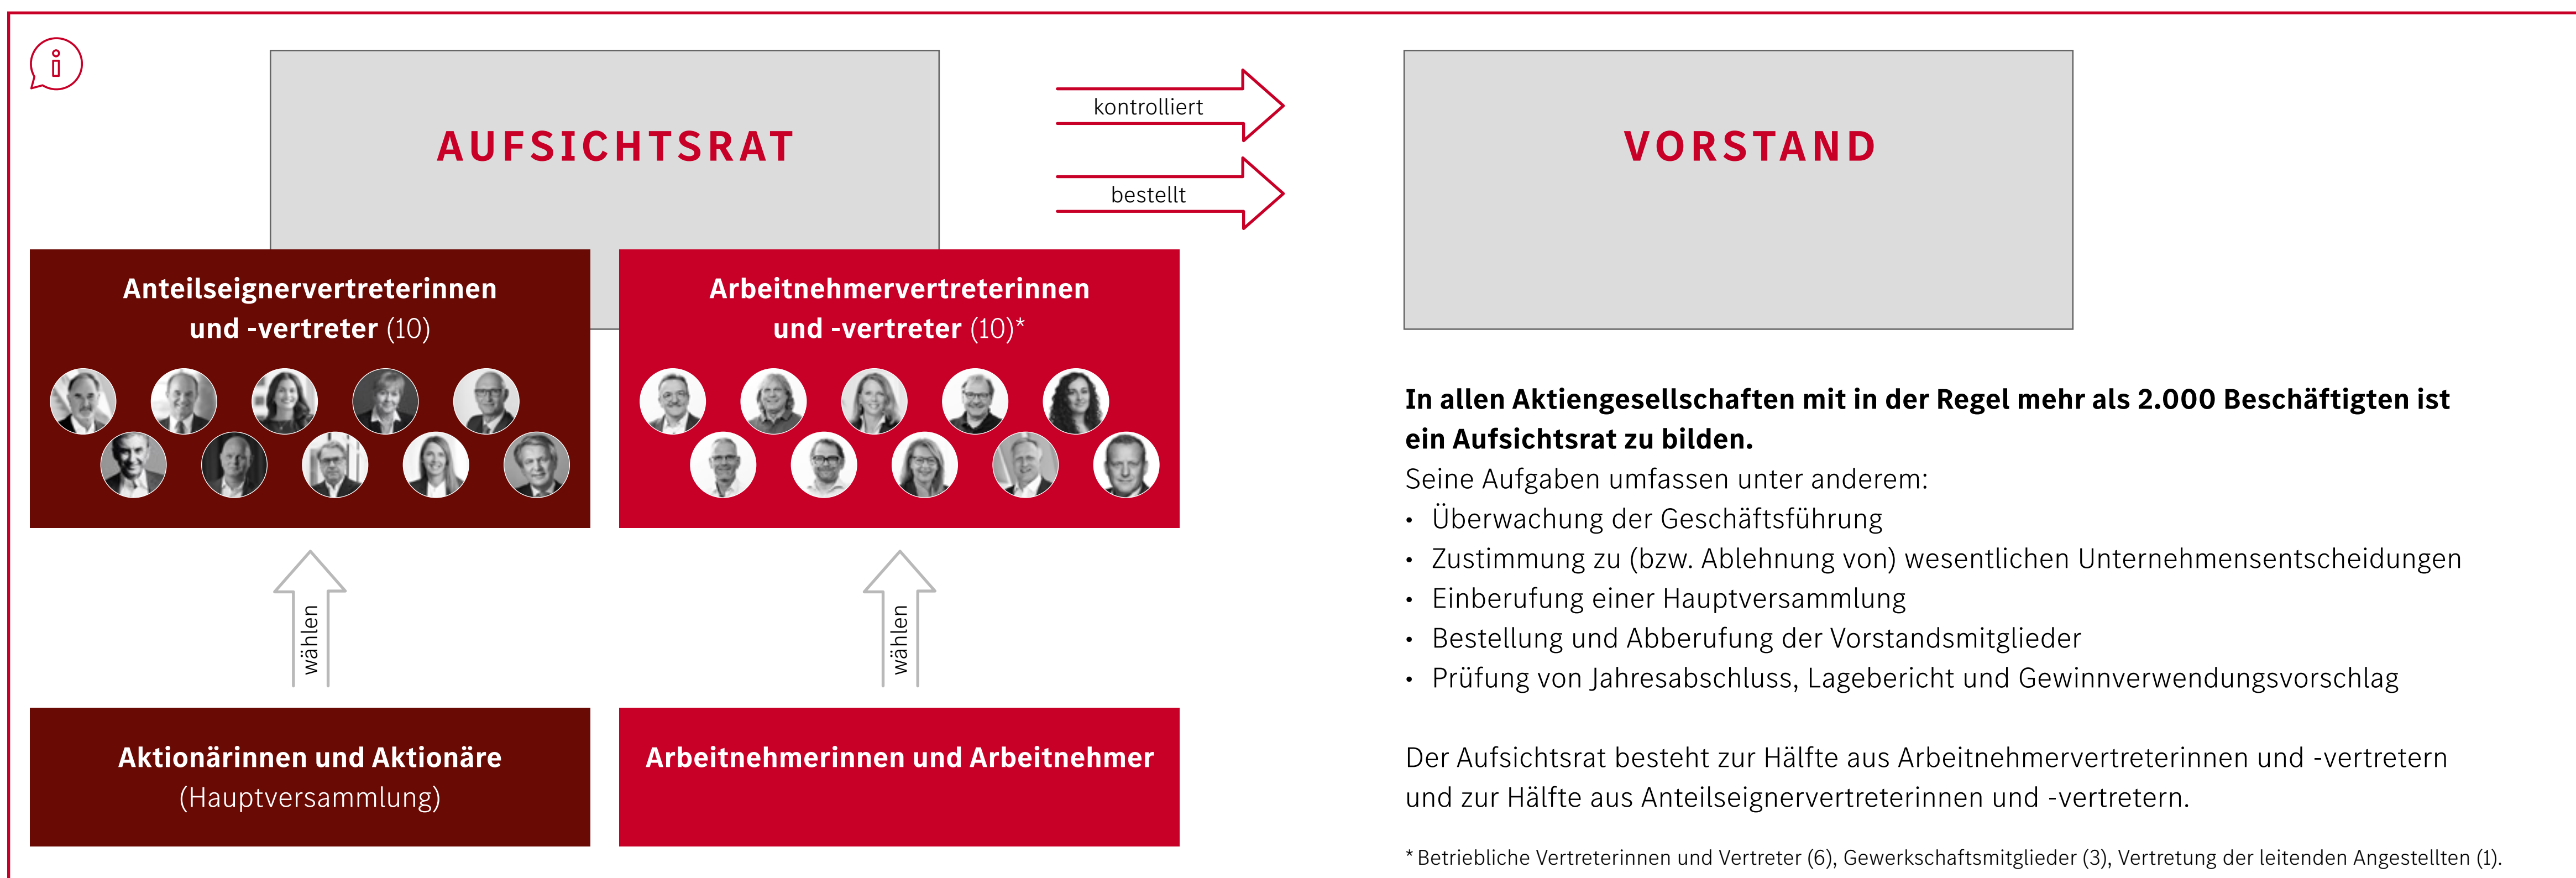 AUFSICHTSRAT
kontrolliert
bestellt
VORSTAND
Anteilseignervertreterinnen
und -vertreter (10)
Arbeitnehmervertreterinnen
und -vertreter (10)*
wählen
wählen
Aktionärinnen und Aktionäre
(Hauptversammlung)
Arbeitnehmerinnen und Arbeitnehmer
In allen Aktiengesellschaften mit in der Regel mehr als 2.000 Beschäftigten ist
ein Aufsichtsrat zu bilden.
Seine Aufgaben umfassen unter anderem:
• Überwachung der Geschäftsführung
• Zustimmung zu (bzw. Ablehnung von) wesentlichen Unternehmensentscheidungen
• Einberufung einer Hauptversammlung
• Bestellung und Abberufung der Vorstandsmitglieder
• Prüfung von Jahresabschluss, Lagebericht und Gewinnverwendungsvorschlag
Der Aufsichtsrat besteht zur Hälfte aus Arbeitnehmervertreterinnen und -vertretern
und zur Hälfte aus Anteilseignervertreterinnen und -vertretern.
* Betriebliche Vertreterinnen und Vertreter (6), Gewerkschaftsmitglieder (3), Vertretung der leitenden Angestellten (1).